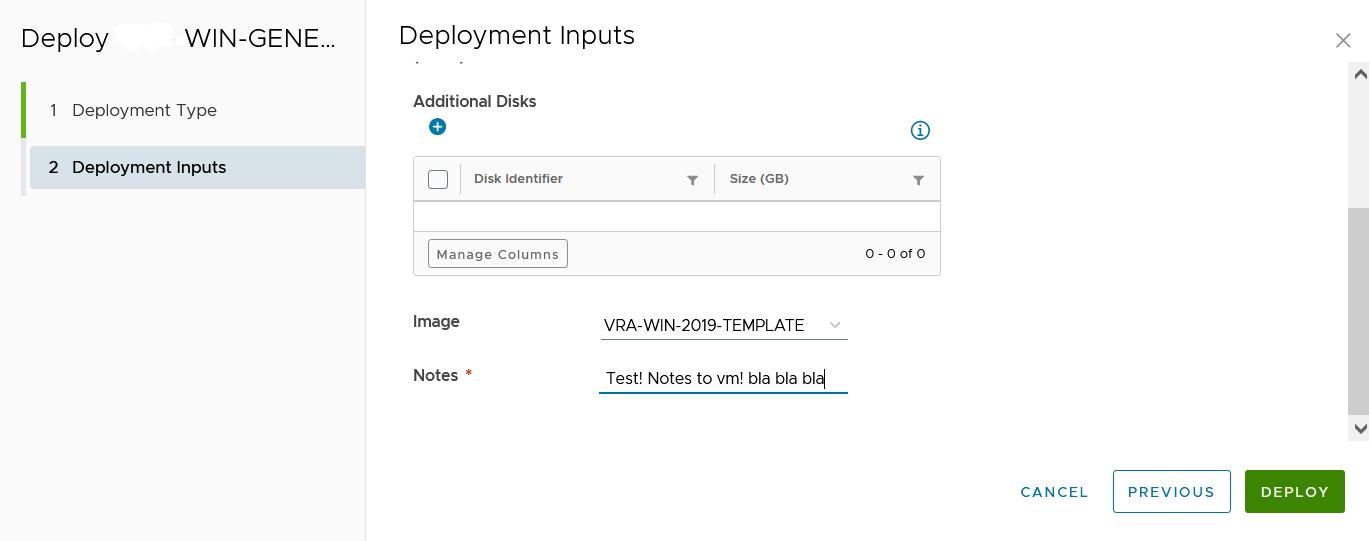 Deploy WIN-GENE...
1 Deployment Type
2 Deployment Inputs
Deployment Inputs
Additional Disks
Disk Identifier Size (GB)
Manage Columns 0 - 0 of 0
Image VRA-WIN-2019-TEMPLATE
Notes * Test! Notes to vm! bla bla bla
CANCEL PREVIOUS DEPLOY